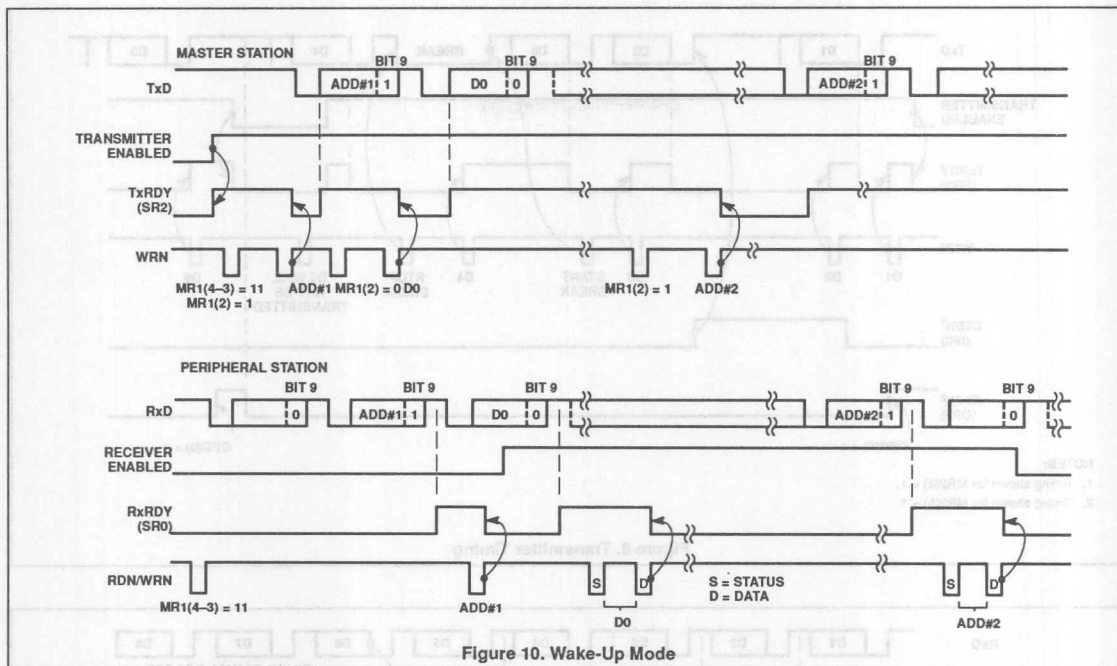 MASTER STATION
BIT 9 BIT 9 BIT 9
TxD ADD#1 1 D0 0 ADD#2 1
TRANSMITTER
ENABLED
TxRDY
(SR2)
WRN
MR1(4–3) = 11 ADD#1 MR1(2) = 0 D0 MR1(2) = 1 ADD#2
MR1(2) = 1
PERIPHERAL STATION
BIT 9 BIT 9 BIT 9 BIT 9 BIT 9
RxD 0 ADD#1 1 D0 0 ADD#2 1 0
RECEIVER
ENABLED
RxRDY
(SR0)
RDN/WRN S D S = STATUS S D
D = DATA
MR1(4–3) = 11 ADD#1 D0 ADD#2
Figure 10. Wake-Up Mode